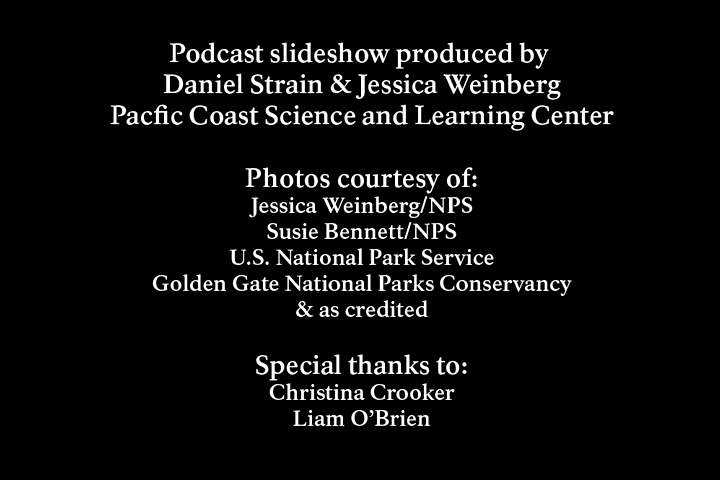 Podcast slideshow produced by
Daniel Strain & Jessica Weinberg
Pacfic Coast Science and Learning Center
Photos courtesy of:
Jessica Weinberg/NPS
Susie Bennett/NPS
U.S. National Park Service
Golden Gate National Parks Conservancy
& as credited
Special thanks to:
Christina Crooker
Liam O’Brien